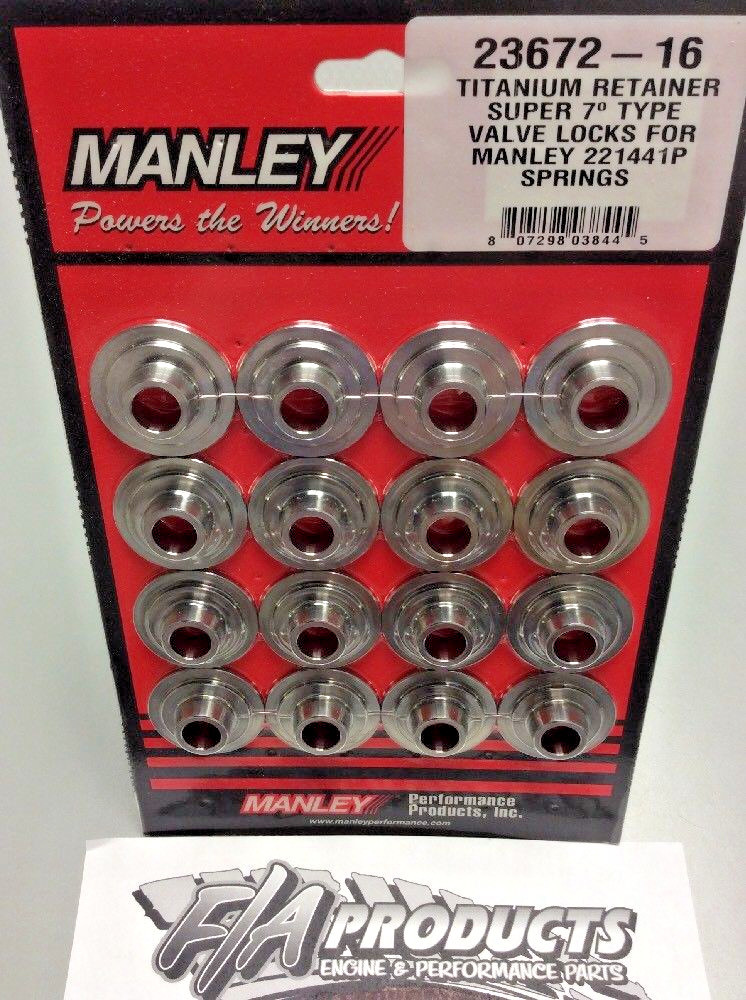 23672-16
TITANIUM RETAINER
SUPER 7º TYPE
VALVE LOCKS FOR
MANLEY 221441P
SPRINGS
8 07298 03844 5
MANLEY
Powers the Winners!
MANLEY Performance
Products, Inc.
www.manleyperformance.com
F/A PRODUCTS
ENGINE & PERFORMANCE PARTS